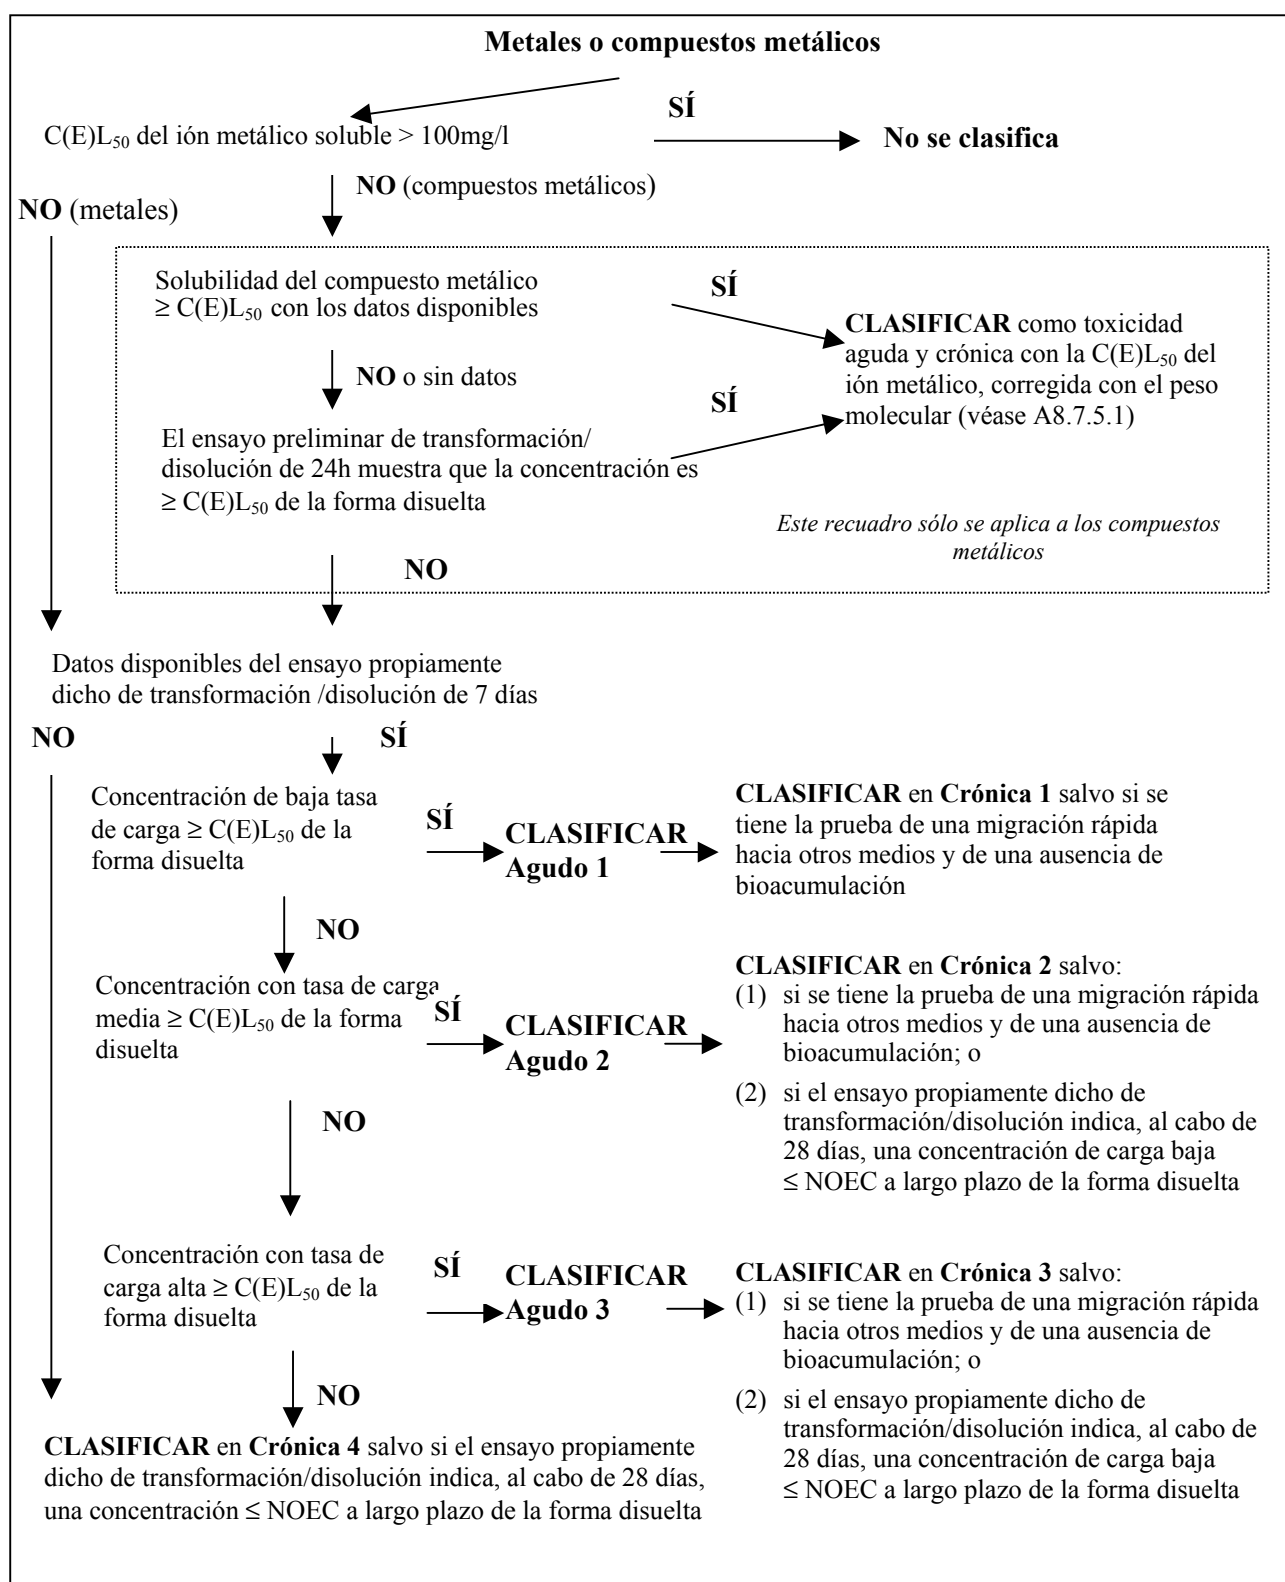 Metales o compuestos metálicos
SÍ
C(E)L50 del ión metálico soluble > 100mg/l
No se clasifica
NO (compuestos metálicos)
NO (metales)
Solubilidad del compuesto metálico
≥ C(E)L50 con los datos disponibles
SÍ
NO o sin datos
SÍ
CLASIFICAR como toxicidad
aguda y crónica con la C(E)L50 del
ión metálico, corregida con el peso
molecular (véase A8.7.5.1)
El ensayo preliminar de transformación/
disolución de 24h muestra que la concentración es
≥ C(E)L50 de la forma disuelta
Este recuadro sólo se aplica a los compuestos
metálicos
NO
Datos disponibles del ensayo propiamente
dicho de transformación /disolución de 7 días
NO
SÍ
Concentración de baja tasa
de carga ≥ C(E)L50 de la
forma disuelta
SÍ
CLASIFICAR
Agudo 1
CLASIFICAR en Crónica 1 salvo si se
tiene la prueba de una migración rápida
hacia otros medios y de una ausencia de
bioacumulación
NO
Concentración con tasa de carga
media ≥ C(E)L50 de la forma
disuelta
SÍ
CLASIFICAR
Agudo 2
CLASIFICAR en Crónica 2 salvo:
(1) si se tiene la prueba de una migración rápida
hacia otros medios y de una ausencia de
bioacumulación; o
(2) si el ensayo propiamente dicho de
transformación/disolución indica, al cabo de
28 días, una concentración de carga baja
≤ NOEC a largo plazo de la forma disuelta
NO
Concentración con tasa de
carga alta ≥ C(E)L50 de la
forma disuelta
SÍ
CLASIFICAR
Agudo 3
CLASIFICAR en Crónica 3 salvo:
(1) si se tiene la prueba de una migración rápida
hacia otros medios y de una ausencia de
bioacumulación; o
(2) si el ensayo propiamente dicho de
transformación/disolución indica, al cabo de
28 días, una concentración de carga baja
≤ NOEC a largo plazo de la forma disuelta
NO
CLASIFICAR en Crónica 4 salvo si el ensayo propiamente
dicho de transformación/disolución indica, al cabo de 28 días,
una concentración ≤ NOEC a largo plazo de la forma disuelta